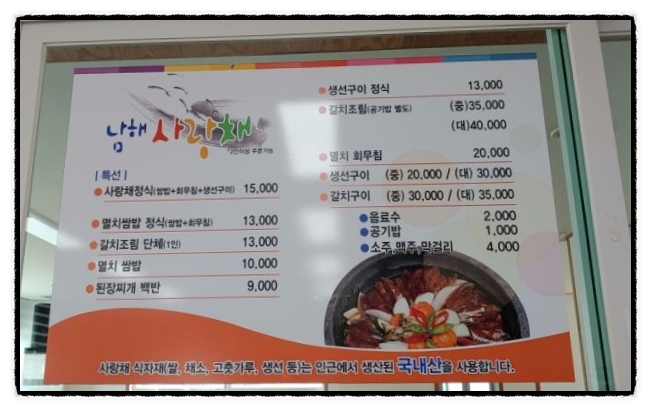 남해 사랑채
2인이상 주문가능
| 특선 |
사랑채정식(쌈밥+회무침+생선구이) 15,000
멸치쌈밥 정식(쌈밥+회무침) 13,000
갈치조림 단체(1인) 13,000
멸치 쌈밥 10,000
된장찌개 백반 9,000
생선구이 정식 13,000
갈치조림(공기밥 별도) (중)35,000
(대)40,000
멸치 회무침 20,000
생선구이 (중) 20,000 / (대) 30,000
갈치구이 (중) 30,000 / (대) 35,000
음료수 2,000
공기밥 1,000
소주,맥주,막걸리 4,000
사랑채 식자재(쌀, 채소, 고춧가루, 생선 등)는 인근에서 생산된 국내산을 사용합니다.